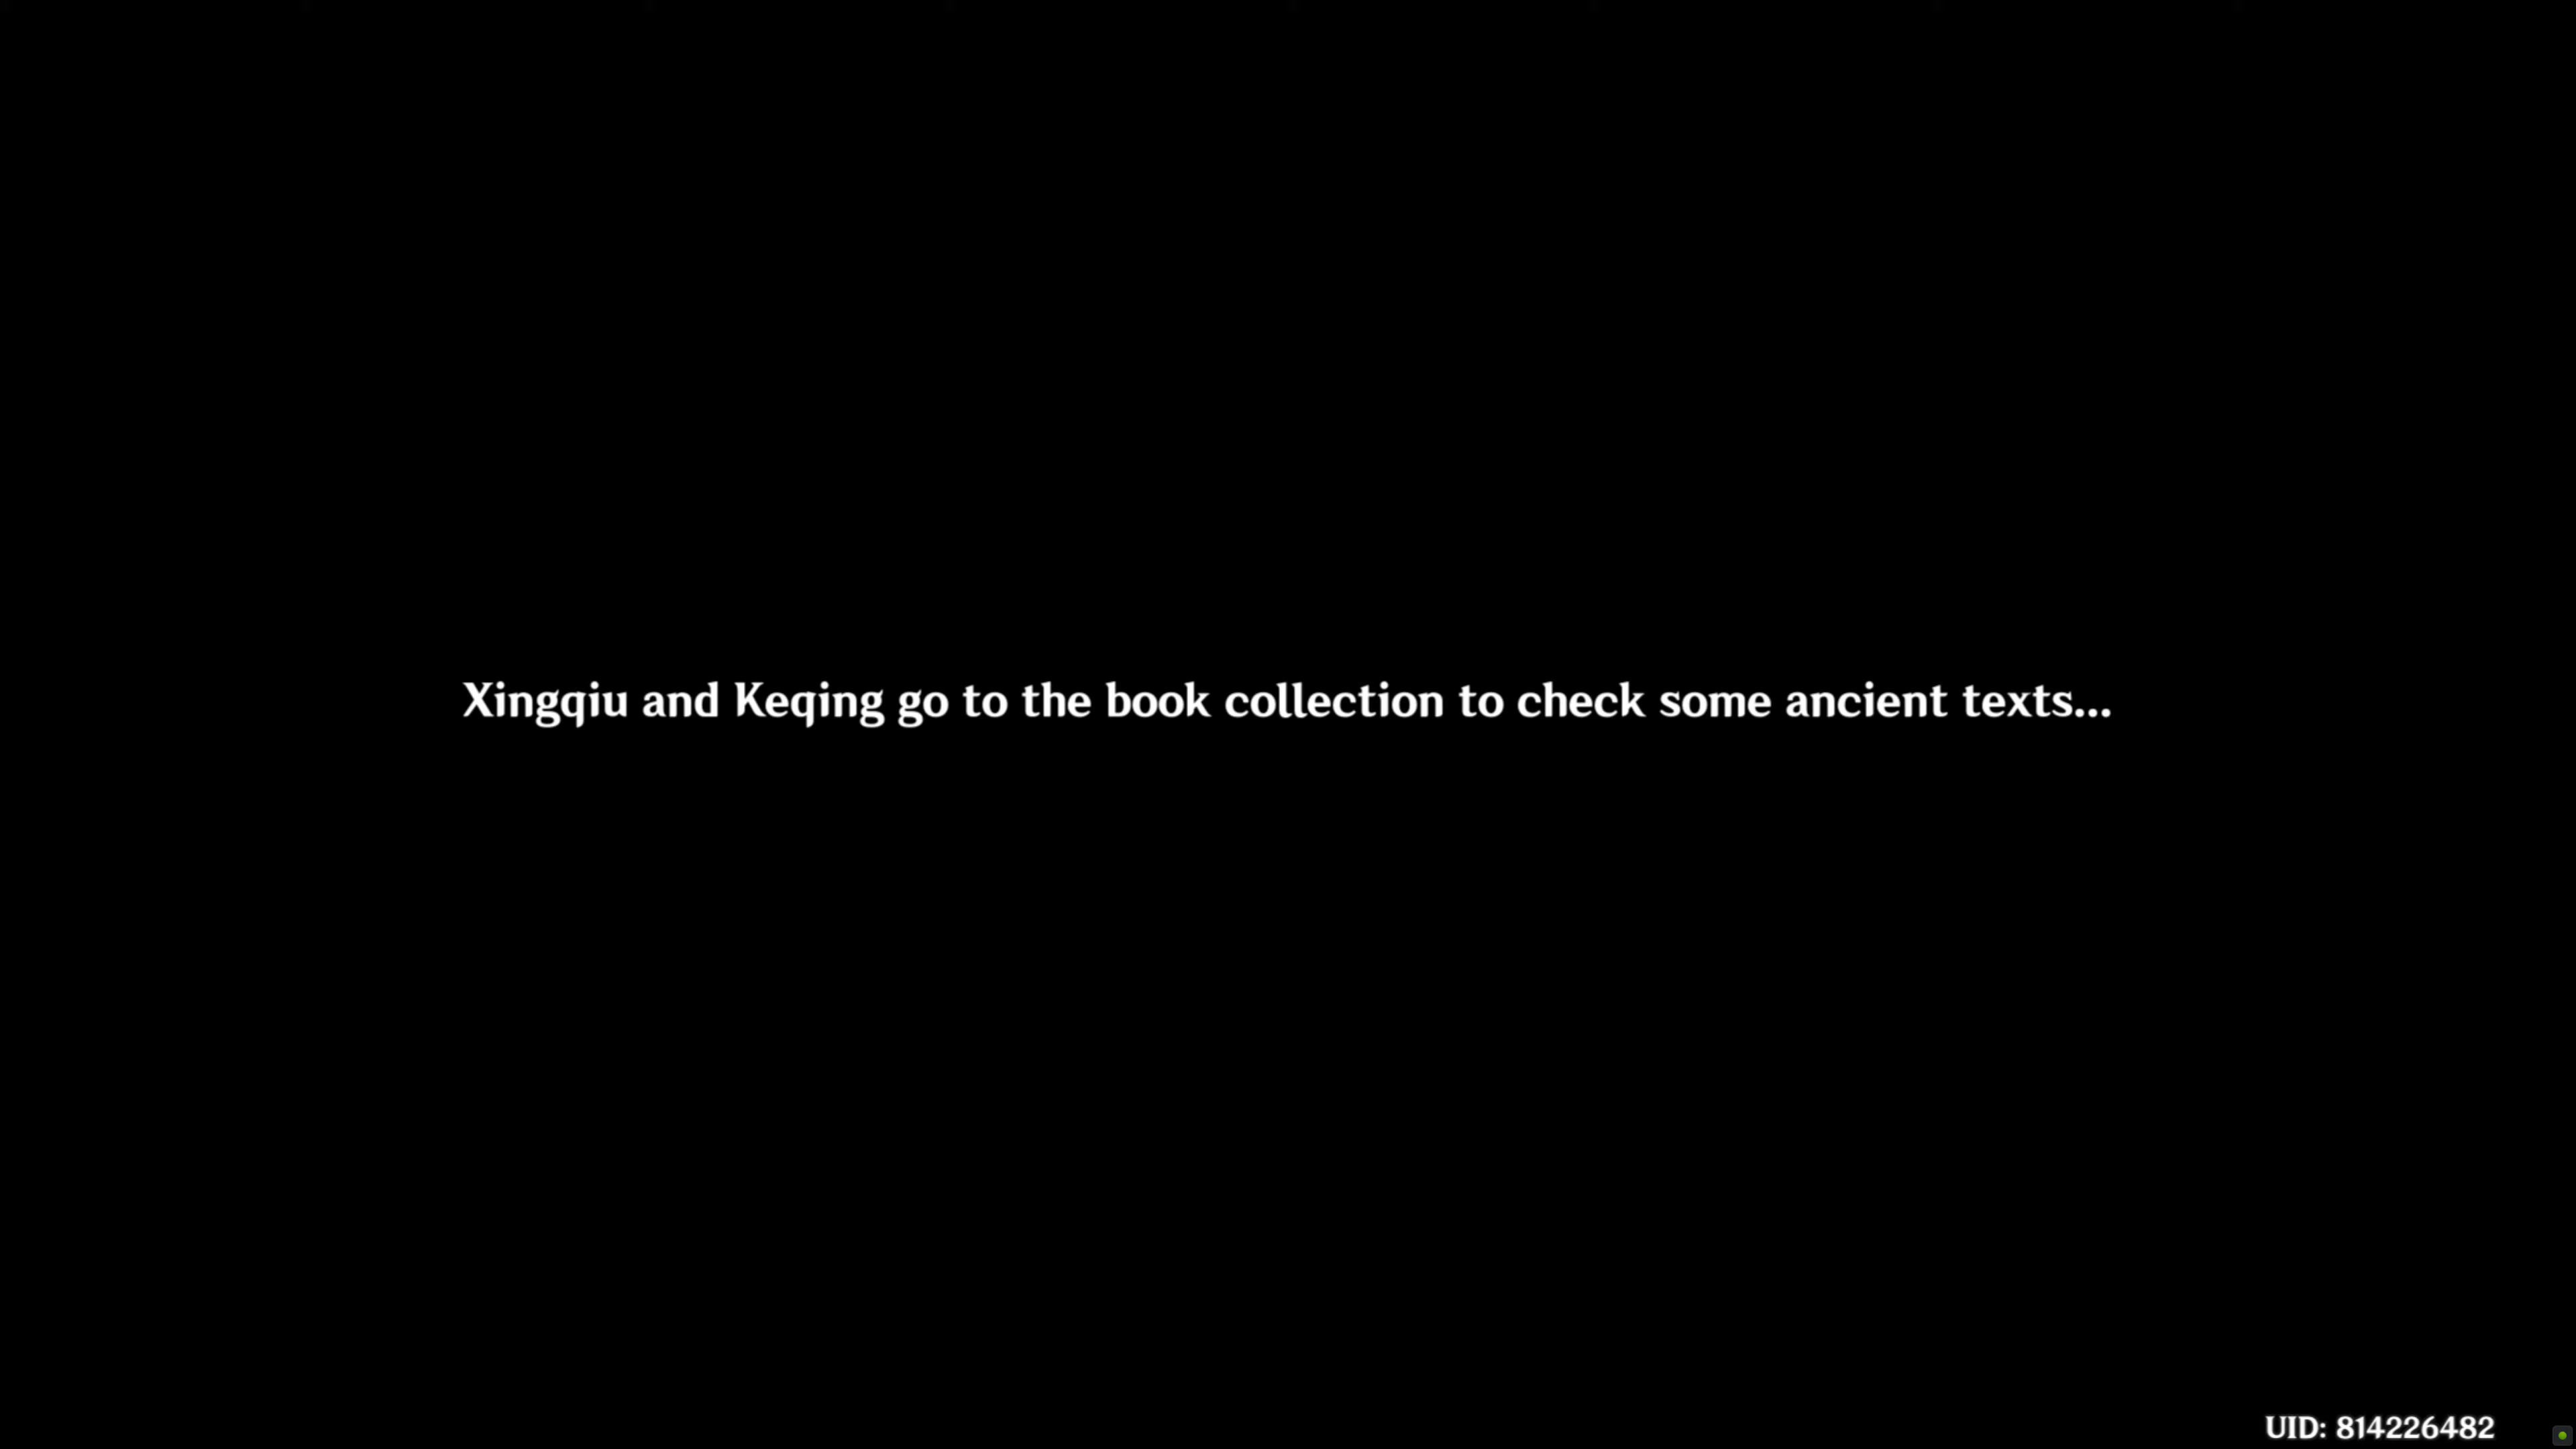 Xingqiu and Keqing go to the book collection to check some ancient texts...
UID: 814226482